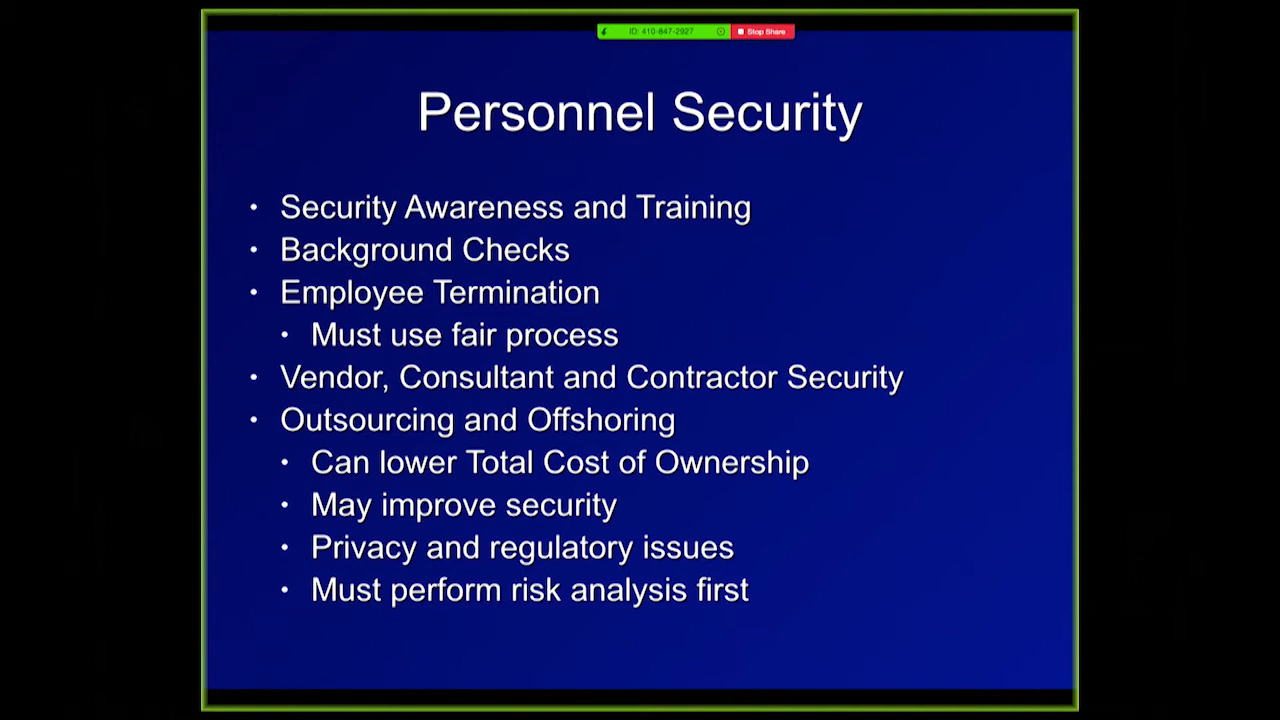 ID: 410-847-2927 Stop Share
Personnel Security
• Security Awareness and Training
• Background Checks
• Employee Termination
• Must use fair process
• Vendor, Consultant and Contractor Security
• Outsourcing and Offshoring
• Can lower Total Cost of Ownership
• May improve security
• Privacy and regulatory issues
• Must perform risk analysis first